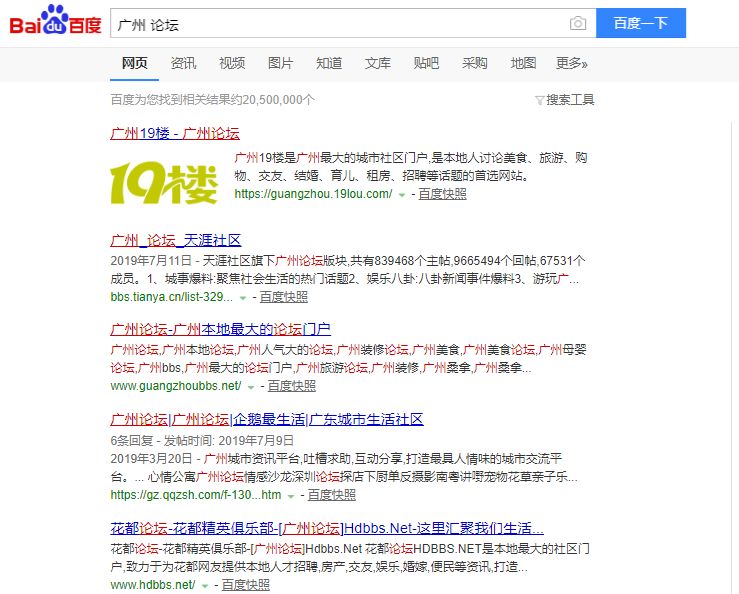 Bai du 百度
广州 论坛
百度一下
网页 资讯 视频 图片 知道 文库 贴吧 采购 地图 更多»
百度为您找到相关结果约20,500,000个
搜索工具
广州19楼 - 广州论坛
19楼
广州19楼是广州最大的城市社区门户,是本地人讨论美食、旅游、购
物、交友、结婚、育儿、租房、招聘等话题的首选网站。
https://guangzhou.19lou.com/ - 百度快照
广州_论坛_天涯社区
2019年7月11日 - 天涯社区旗下广州论坛版块,共有839468个主帖,9665494个回帖,67531个
成员。1、城事爆料:聚焦社会生活的热门话题2、娱乐八卦:八卦新闻事件爆料3、游玩广...
bbs.tianya.cn/list-329... - 百度快照
广州论坛-广州本地最大的论坛门户
广州论坛,广州本地论坛,广州人气大的论坛,广州装修论坛,广州美食,广州美食论坛,广州母婴
论坛,广州bbs,广州最大的论坛门户,广州旅游论坛,广州装修,广州桑拿,广州桑拿...
www.guangzhoubbs.net/ - 百度快照
广州论坛|广州论坛|企鹅最生活|广东城市生活社区
6条回复 - 发帖时间: 2019年7月9日
2019年3月20日 - 广州城市资讯平台,吐槽求助,互动分享,打造最具人情味的城市交流平
台。... 心情公寓广州论坛情感沙龙深圳论坛探店下厨单反摄影南粤讲嘢宠物花草亲子乐...
https://gz.qqzsh.com/f-130...htm - 百度快照
花都论坛-花都精英俱乐部-[广州论坛]Hdbbs.Net-这里汇聚我们生活...
花都论坛-花都精英俱乐部-[广州论坛]Hdbbs.Net 花都论坛HDBBS.NET是本地最大的社区门
户,致力于为花都网友提供本地人才招聘,房产,交友,娱乐,婚嫁,便民等资讯,打造...
www.hdbbs.net/ - 百度快照